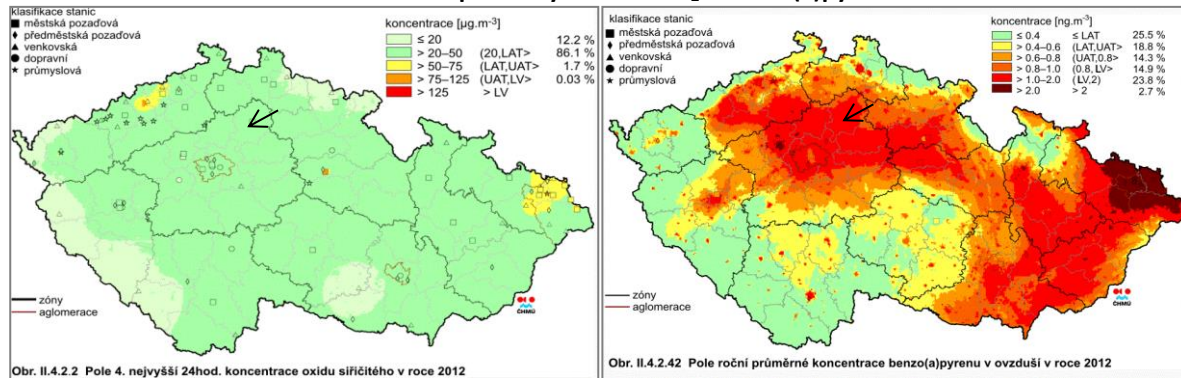 klasifikace stanic
městská pozaďová
předměstská pozaďová
venkovská
dopravní
průmyslová
koncentrace [µg.m⁻³]
≤ 20 12.2 %
> 20–50 (20,LAT> 86.1 %
> 50–75 (LAT,UAT> 1.7 %
> 75–125 (UAT,LV> 0.03 %
> 125 > LV
zóny
aglomerace
ČHMÚ
Obr. II.4.2.2 Pole 4. nejvyšší 24hod. koncentrace oxidu siřičitého v roce 2012
klasifikace stanic
městská pozaďová
předměstská pozaďová
venkovská
dopravní
průmyslová
koncentrace [ng.m⁻³]
≤ 0.4 ≤ LAT 25.5 %
> 0.4–0.6 (LAT,UAT> 18.8 %
> 0.6–0.8 (UAT,0.8> 14.3 %
> 0.8–1.0 (0.8, LV> 14.9 %
> 1.0–2.0 (LV,2) 23.8 %
> 2.0 > 2 2.7 %
zóny
aglomerace
ČHMÚ
Obr. II.4.2.42 Pole roční průměrné koncentrace benzo(a)pyrenu v ovzduší v roce 2012